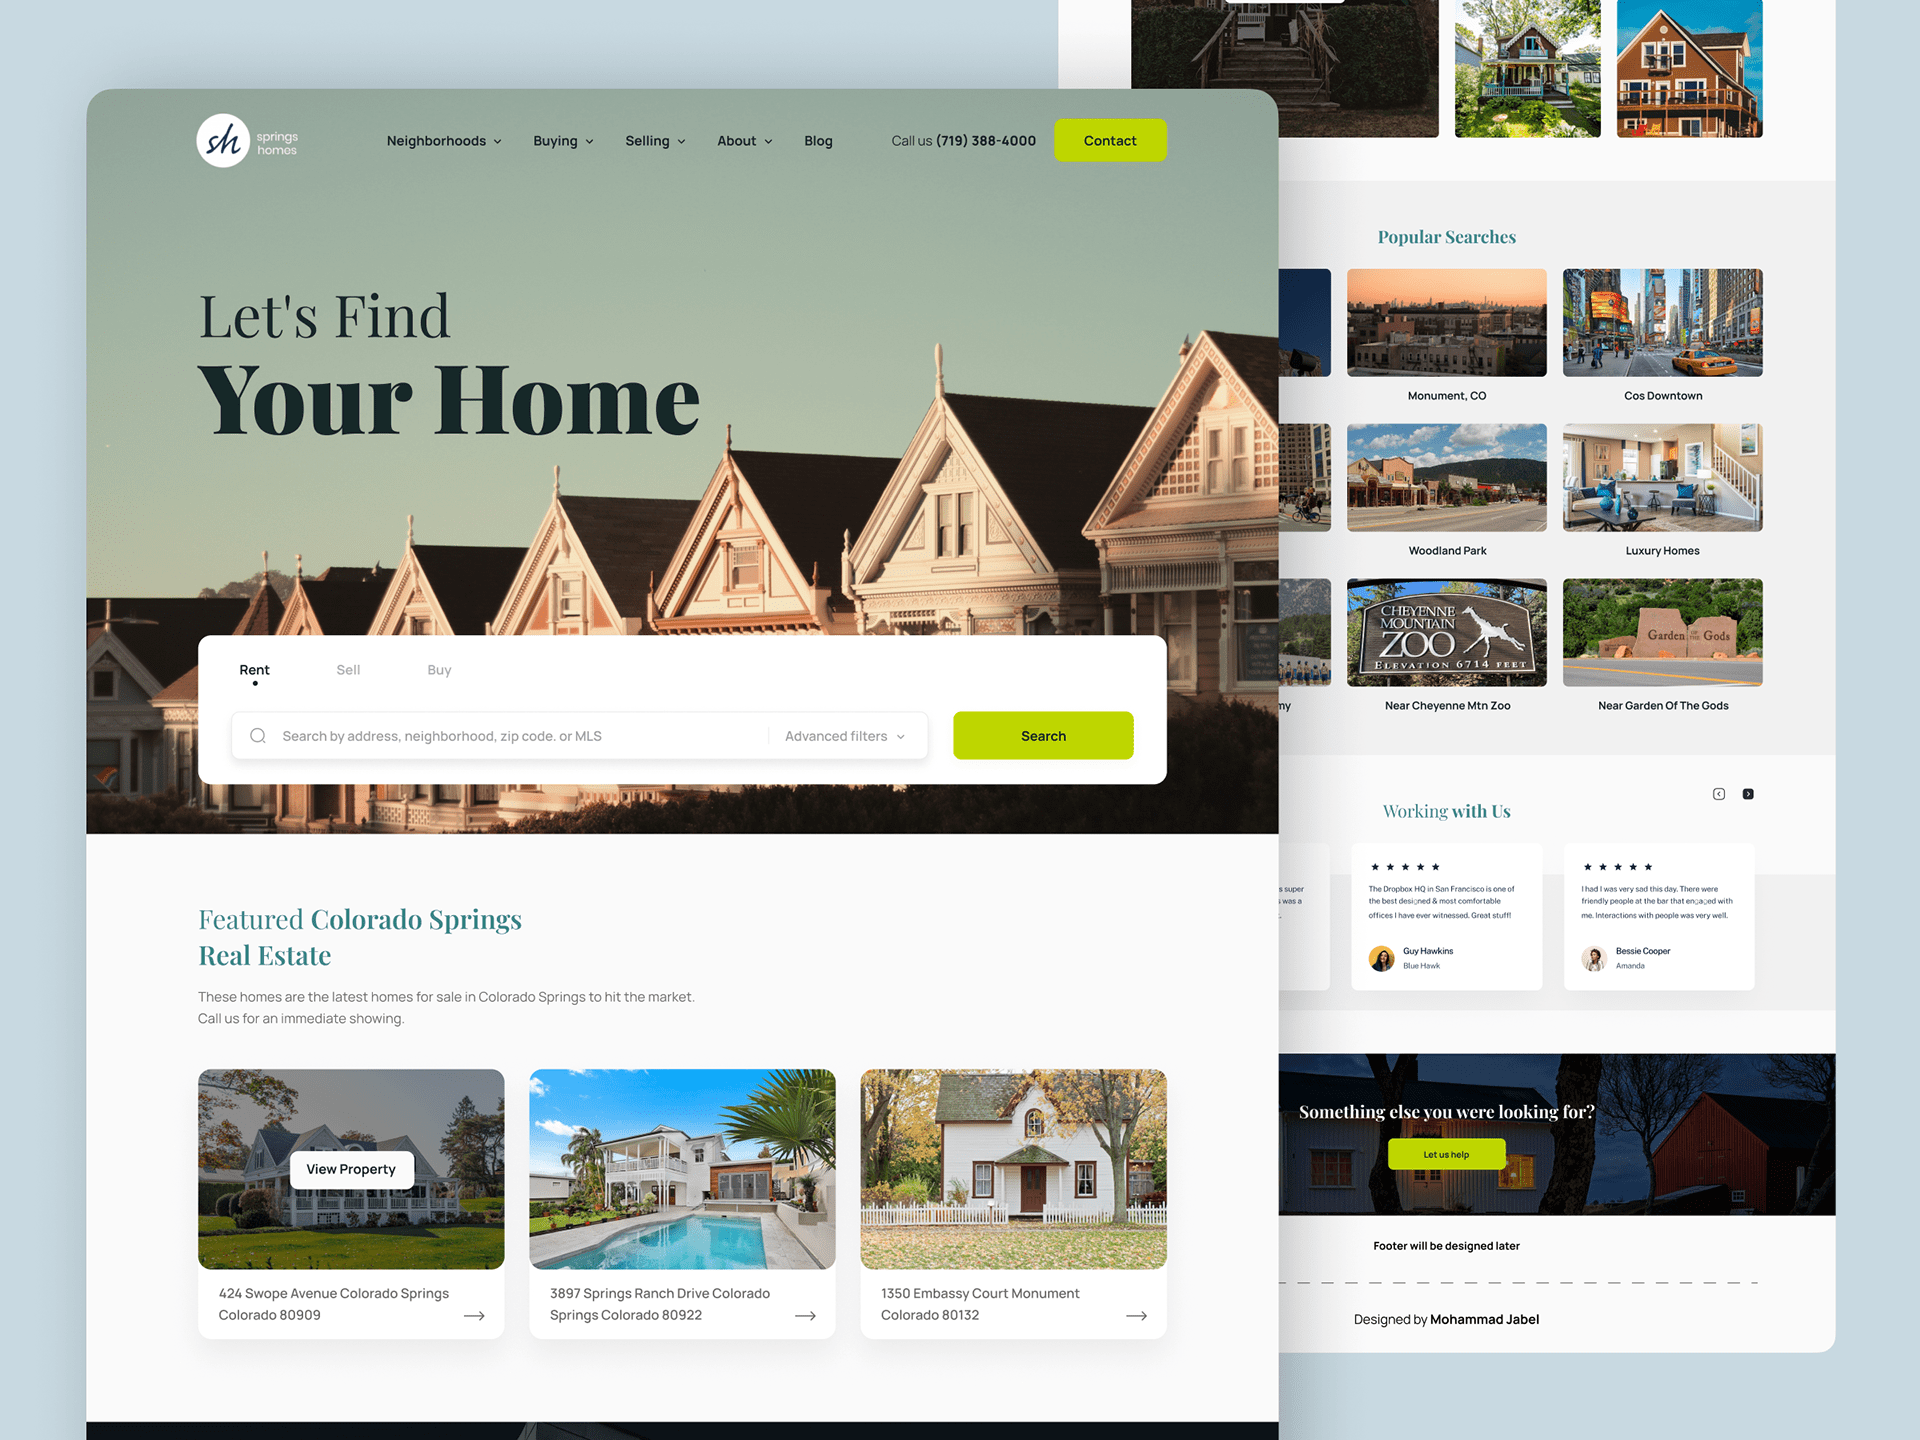 sh
springs
homes
Neighborhoods
Buying
Selling
About
Blog
Call us (719) 388-4000
Contact
Let's Find
Your Home
Rent
Sell
Buy
Search by address, neighborhood, zip code. or MLS
Advanced filters
Search
Featured Colorado Springs
Real Estate
These homes are the latest homes for sale in Colorado Springs to hit the market.
Call us for an immediate showing.
View Property
424 Swope Avenue Colorado Springs
Colorado 80909
3897 Springs Ranch Drive Colorado
Springs Colorado 80922
1350 Embassy Court Monument
Colorado 80132
Popular Searches
Monument, CO
Cos Downtown
Woodland Park
Luxury Homes
CHEYENNE
MOUNTAIN
ZOO
ELEVATION 6714 FEET
Garden OF THE Gods
my
Near Cheyenne Mtn Zoo
Near Garden Of The Gods
Working with Us
s super
was a
The Dropbox HQ in San Francisco is one of
the best designed & most comfortable
offices I have ever witnessed. Great stuff!
Guy Hawkins
Blue Hawk
I had I was very sad this day. There were
friendly people at the bar that engaged with
me. Interactions with people was very well.
Bessie Cooper
Amanda
Something else you were looking for?
Let us help
Footer will be designed later
Designed by Mohammad Jabel